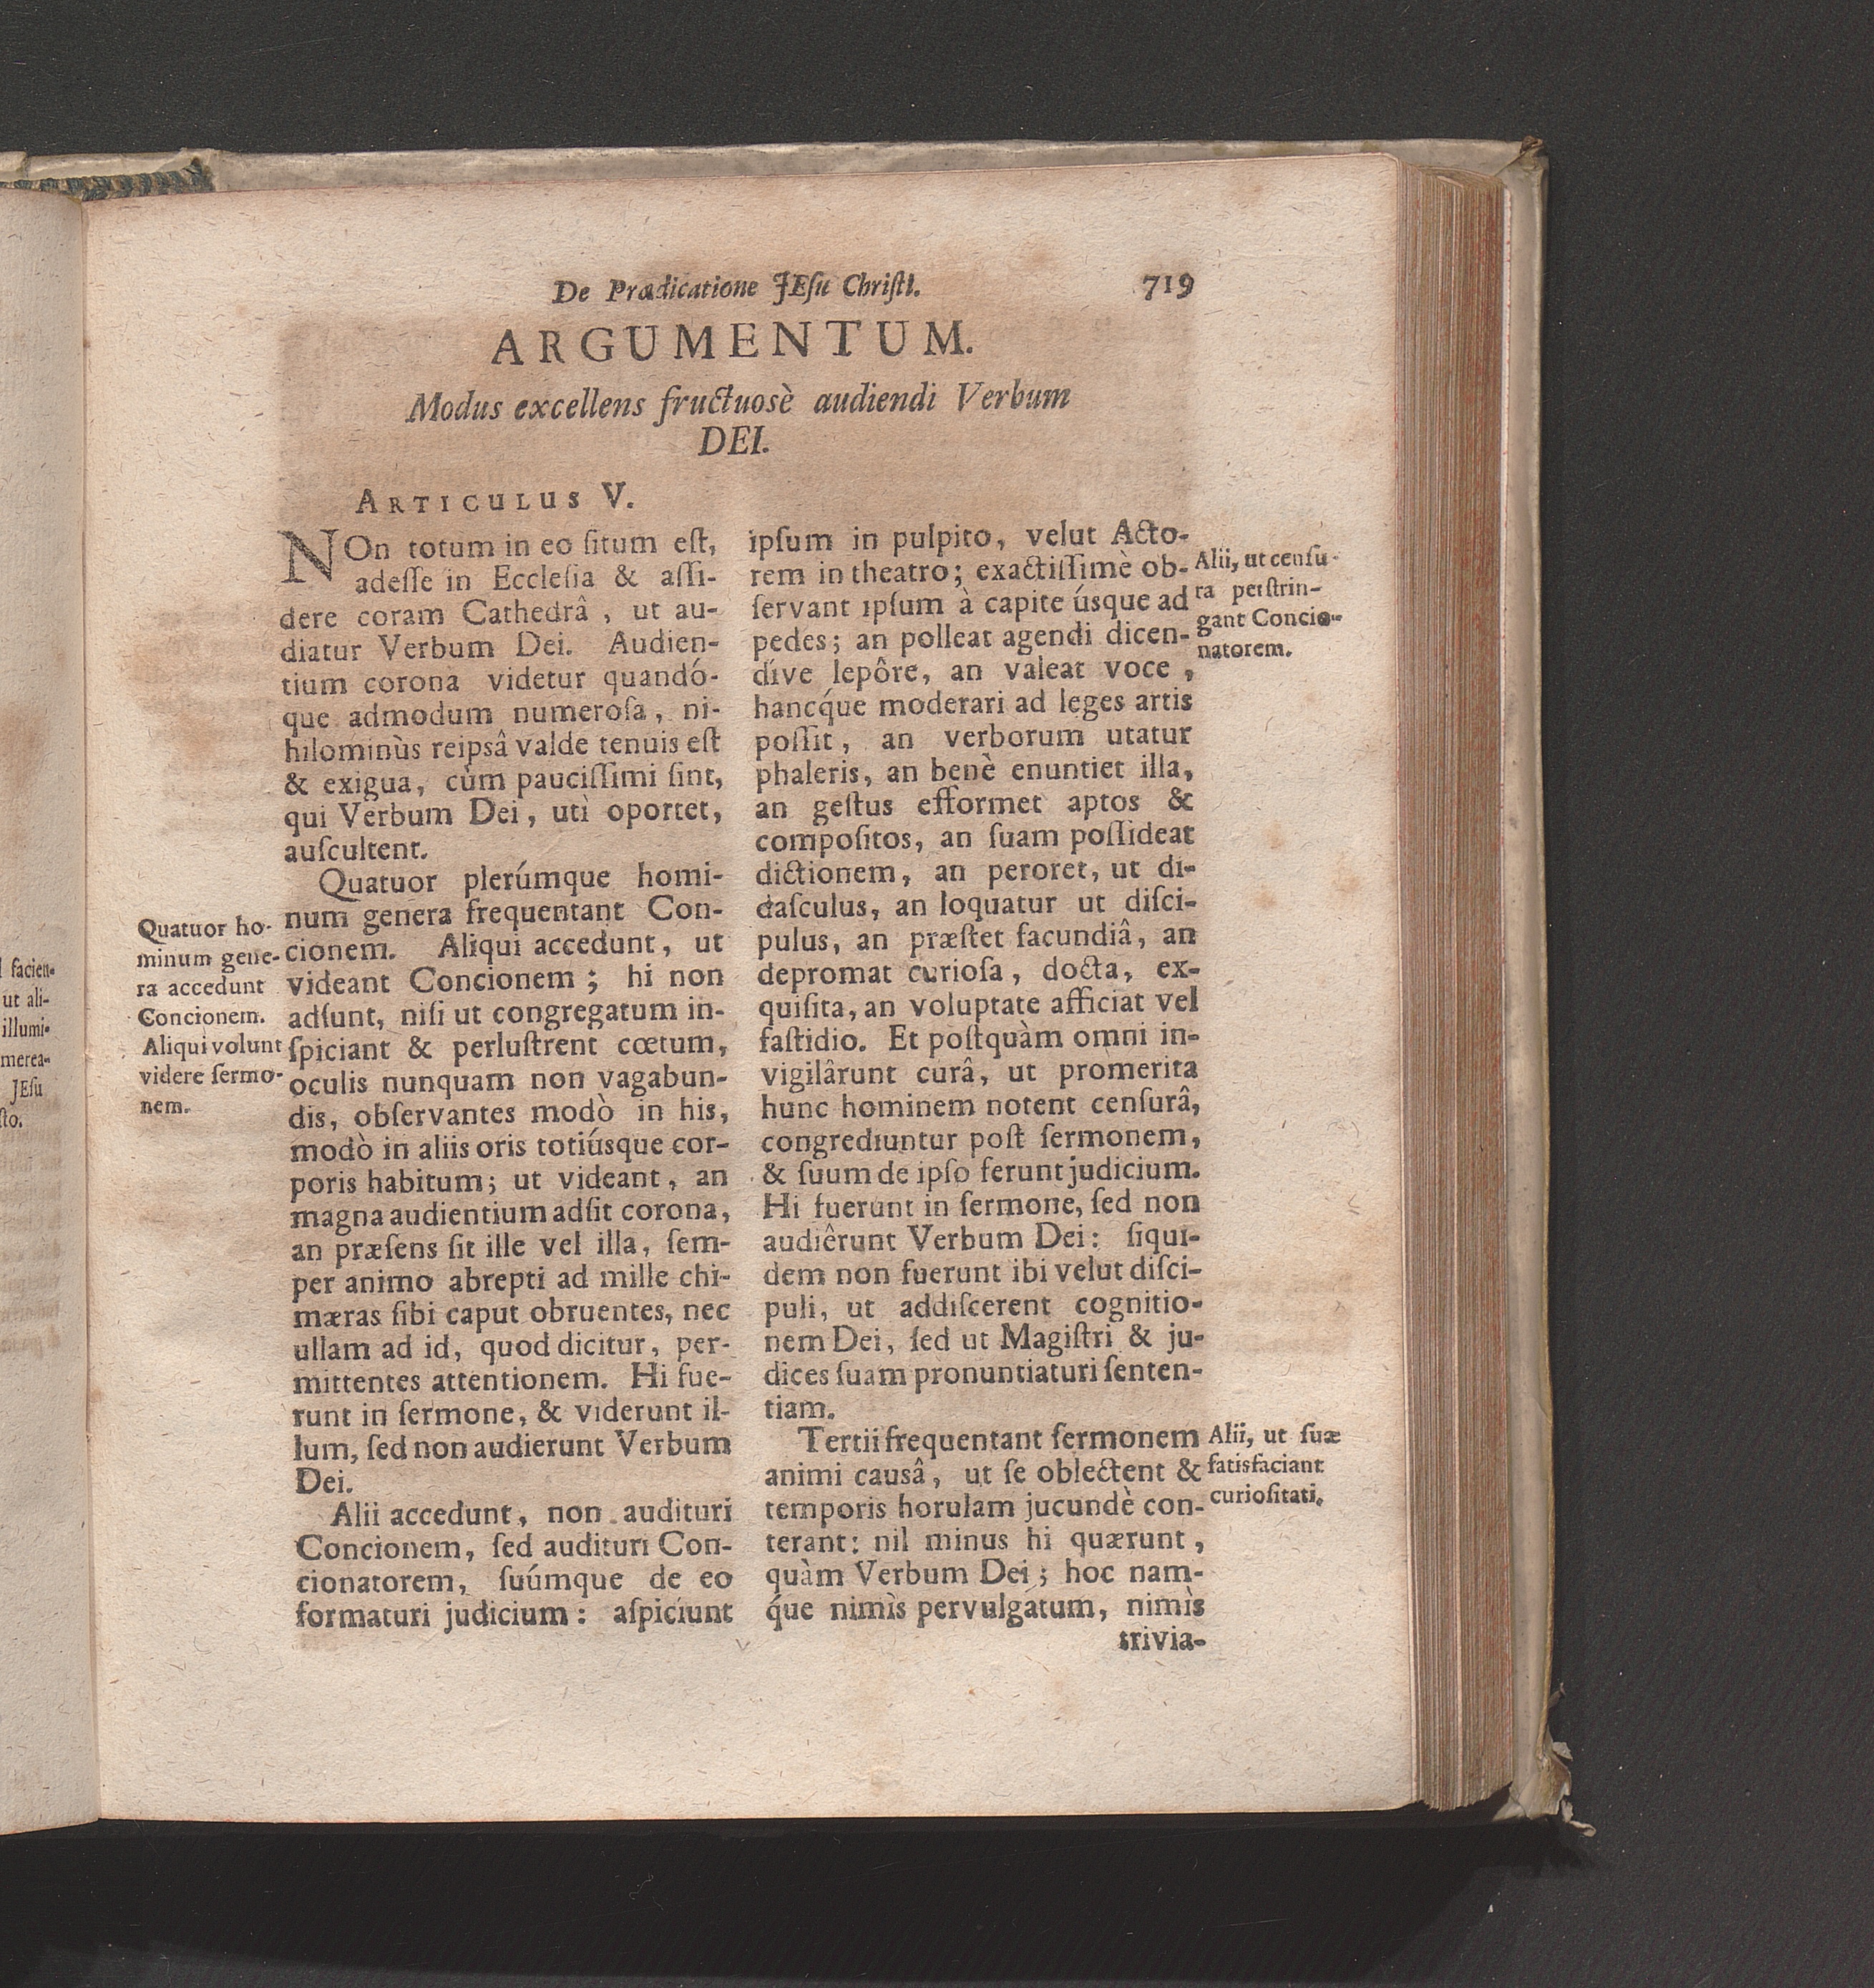 De Prædicatione JEſu Chriſti. 719
ARGUMENTUM.
Modus excellens fructuosè audiendi Verbum
DEI.
ARTICULUS V.
NOn totum in eo ſitum eſt,
adeſſe in Eccleſia & aſſi-
dere coram Cathedrâ, ut au-
diatur Verbum Dei. Audien-
tium corona videtur quandó-
que admodum numeroſa, ni-
hilominùs reipsâ valde tenuis eſt
& exigua, cùm pauciſſimi ſint,
qui Verbum Dei, uti oportet,
auſcultent.
Quatuor plerúmque homi-
num genera frequentant Con-
cionem. Aliqui accedunt, ut
videant Concionem; hi non
adſunt, niſi ut congregatum in-
ſpiciant & perluſtrent cœtum,
oculis nunquam non vagabun-
dis, obſervantes modò in his,
modò in aliis oris totiúsque cor-
poris habitum; ut videant, an
magna audientium adſit corona,
an præſens ſit ille vel illa, ſem-
per animo abrepti ad mille chi-
mæras ſibi caput obruentes, nec
ullam ad id, quod dicitur, per-
mittentes attentionem. Hi fue-
runt in ſermone, & viderunt il-
lum, ſed non audierunt Verbum
Dei.
Alii accedunt, non audituri
Concionem, ſed audituri Con-
cionatorem, ſuúmque de eo
formaturi judicium: aſpiciunt
Quatuor ho-
minum gene-
ra accedunt
Concionem.
Aliqui volunt
videre ſermo-
nem.
ipſum in pulpito, velut Acto-
rem in theatro; exactiſſimè ob-
ſervant ipſum à capite úsque ad
pedes; an polleat agendi dicen-
díve lepôre, an valeat voce,
hancq́ue moderari ad leges artis
poſſit, an verborum utatur
phaleris, an benè enuntiet illa,
an geſtus efformet aptos &
compoſitos, an ſuam poſſideat
dictionem, an peroret, ut di-
daſculus, an loquatur ut diſci-
pulus, an præſtet facundiâ, an
depromat curioſa, docta, ex-
quiſita, an voluptate afficiat vel
faſtidio. Et poſtquàm omni in-
vigilârunt curâ, ut promerita
hunc hominem notent cenſurâ,
congrediuntur poſt ſermonem,
& ſuum de ipſo ferunt judicium.
Hi fuerunt in ſermone, ſed non
audiêrunt Verbum Dei: ſiqui-
dem non fuerunt ibi velut diſci-
puli, ut addiſcerent cognitio-
nem Dei, ſed ut Magiſtri & ju-
dices ſuam pronuntiaturi ſenten-
tiam.
Tertii frequentant ſermonem
animi causâ, ut ſe oblectent &
temporis horulam jucundè con-
terant: nil minus hi quærunt,
quàm Verbum Dei; hoc nam-
q́ue nimìs pervulgatum, nimìs
trivia-
Alii, ut cenſu-
ra perſtrin-
gant Concio-
natorem.
Alii, ut ſuæ
ſatisfaciant
curioſitati.
facien-
ut ali-
illumi-
merea-
JEſu